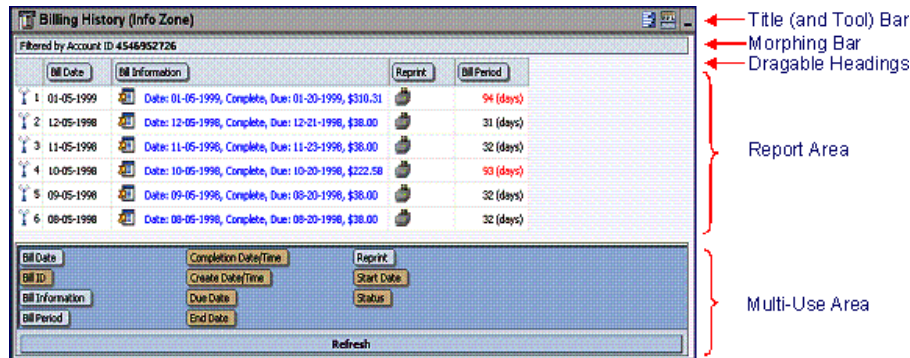 Billing History (Info Zone)
Title (and Tool) Bar
Filtered by Account ID 4546952726
Morphing Bar
Bill Date Bill Information Reprint Bill Period
Dragable Headings
1 01-05-1999 Date: 01-05-1999, Complete, Due: 01-20-1999, $310.31 94 (days)
2 12-05-1998 Date: 12-05-1998, Complete, Due: 12-21-1998, $38.00 31 (days)
3 11-05-1998 Date: 11-05-1998, Complete, Due: 11-23-1998, $38.00 32 (days)
Report Area
4 10-05-1998 Date: 10-05-1998, Complete, Due: 10-20-1998, $222.58 93 (days)
5 09-05-1998 Date: 09-05-1998, Complete, Due: 08-20-1998, $38.00 32 (days)
6 08-05-1998 Date: 08-05-1998, Complete, Due: 08-20-1998, $38.00 32 (days)
Bill Date Completion Date/Time Reprint
Bill ID Create Date/Time Start Date
Bill Information Due Date Status
Multi-Use Area
Bill Period End Date
Refresh